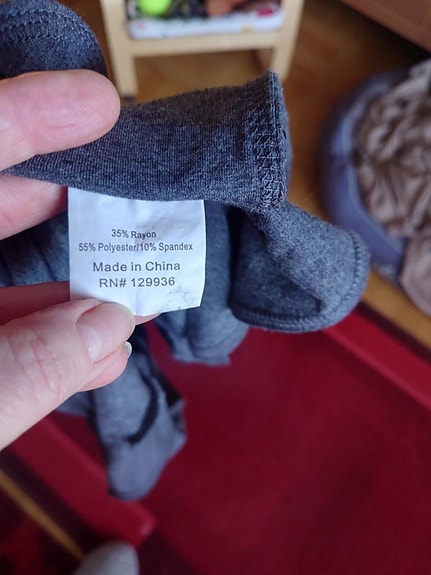 35% Rayon
55% Polyester/10% Spandex
Made in China
RN# 129936